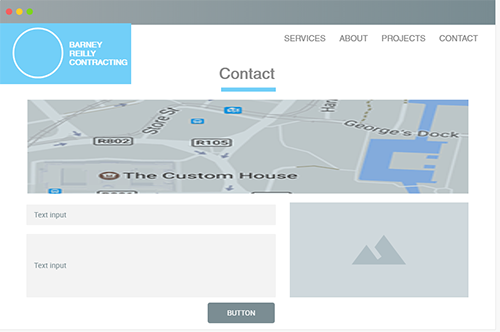 BARNEY
REILLY
CONTRACTING
SERVICES ABOUT PROJECTS CONTACT
Contact
Store St
George's Dock
R802
R105
The Custom House
Text input
Text input
BUTTON